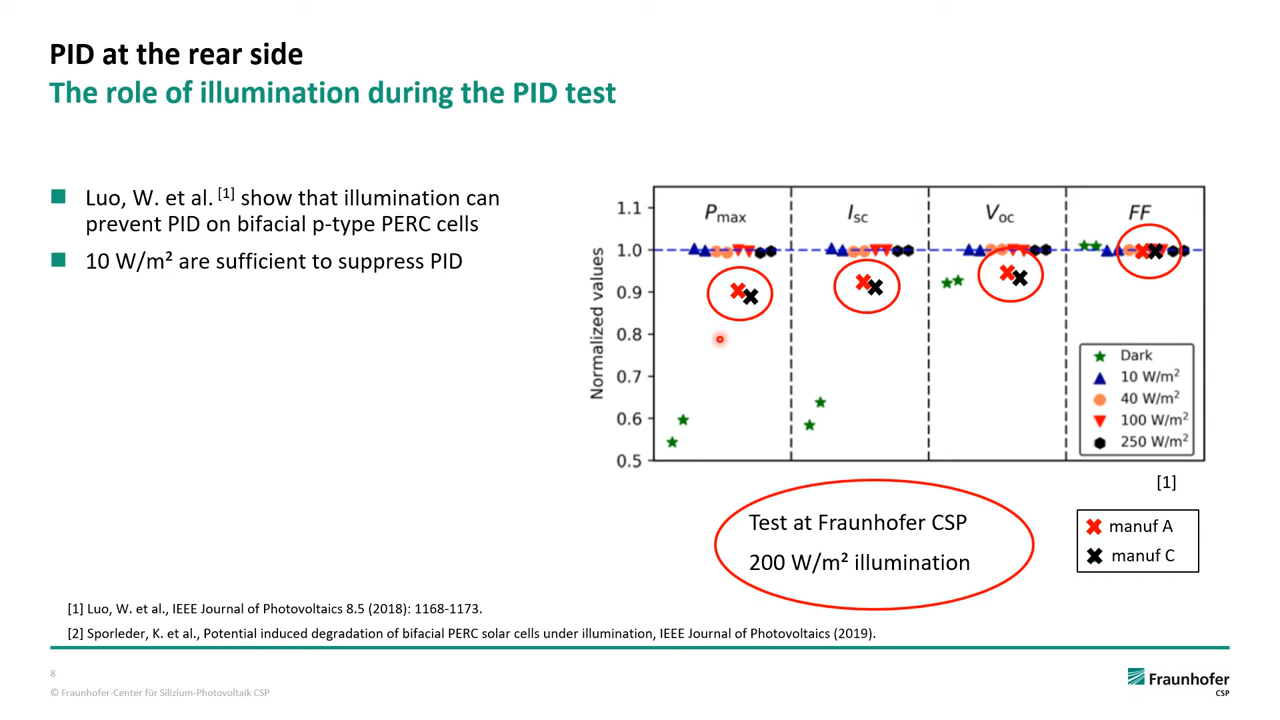 PID at the rear side
The role of illumination during the PID test
Luo, W. et al. [1] show that illumination can
prevent PID on bifacial p-type PERC cells
10 W/m² are sufficient to suppress PID
Normalized values
1.1
1.0
0.9
0.8
0.7
0.6
0.5
Pmax
Isc
Voc
FF
Dark
10 W/m²
40 W/m²
100 W/m²
250 W/m²
[1]
Test at Fraunhofer CSP
200 W/m² illumination
manuf A
manuf C
[1] Luo, W. et al., IEEE Journal of Photovoltaics 8.5 (2018): 1168-1173.
[2] Sporleder, K. et al., Potential induced degradation of bifacial PERC solar cells under illumination, IEEE Journal of Photovoltaics (2019).
8
© Fraunhofer-Center für Silizium-Photovoltaik CSP
Fraunhofer
CSP